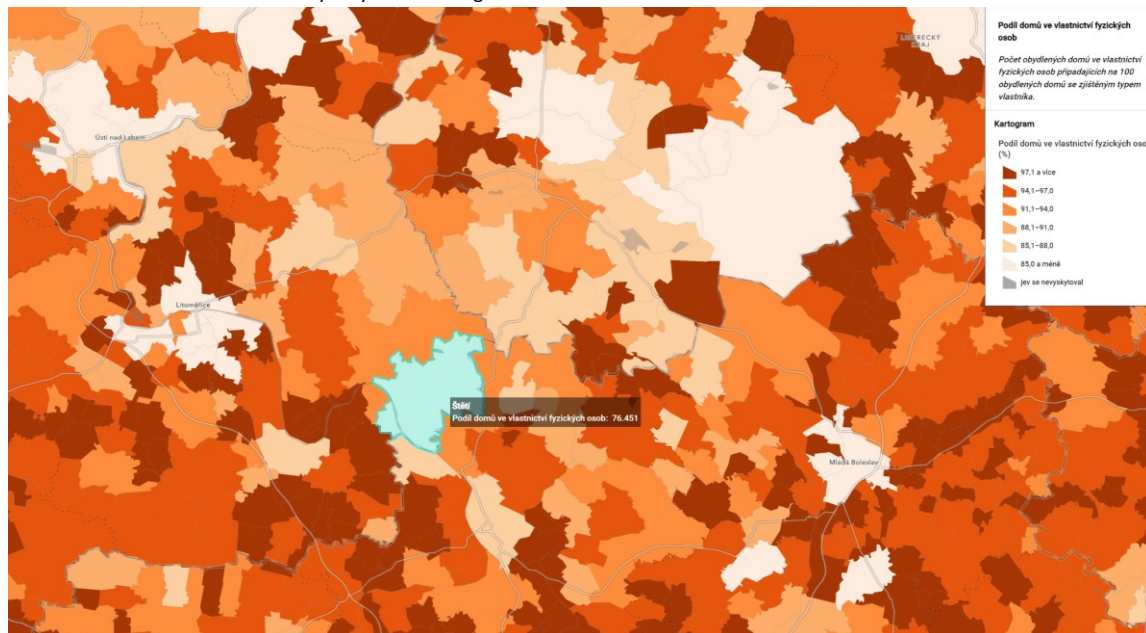 Podíl domů ve vlastnictví fyzických
osob
Počet obydlených domů ve vlastnictví
fyzických osob připadajících na 100
obydlených domů se zjištěným typem
vlastníka.
Kartogram
Podíl domů ve vlastnictví fyzických oso
(%)
97,1 a více
94,1–97,0
91,1–94,0
88,1–91,0
85,1–88,0
85,0 a méně
jev se nevyskytoval
LIBERECKÝ
KRAJ
Ústí nad Labem
Litoměřice
Štětí
Podíl domů ve vlastnictví fyzických osob: 76.451
Mladá Boleslav